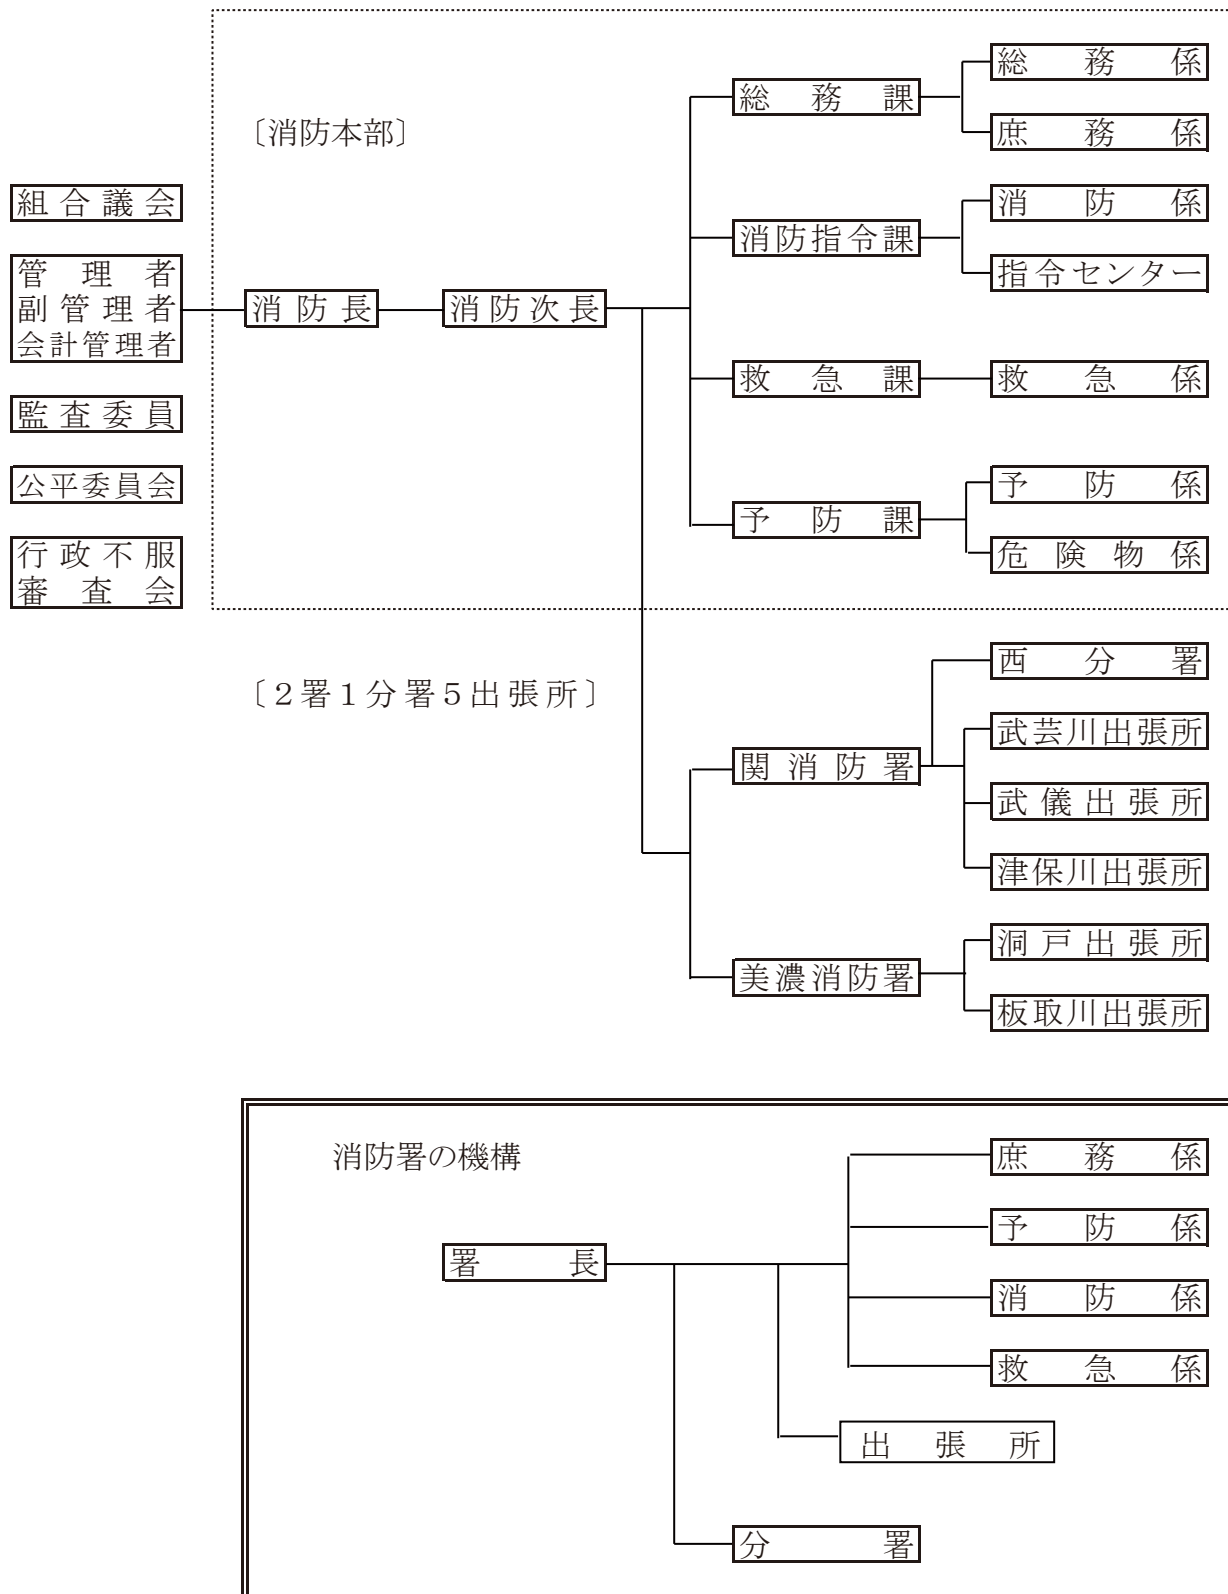 〔消防本部〕
組合議会
管理者
副管理者
会計管理者
監査委員
公平委員会
行政不服
審査会
消防長
消防次長
総務課
総務係
庶務係
消防指令課
消防係
指令センター
救急課
救急係
予防課
予防係
危険物係
〔２署１分署５出張所〕
関消防署
西分署
武芸川出張所
武儀出張所
津保川出張所
美濃消防署
洞戸出張所
板取川出張所
消防署の機構
署長
庶務係
予防係
消防係
救急係
出張所
分署